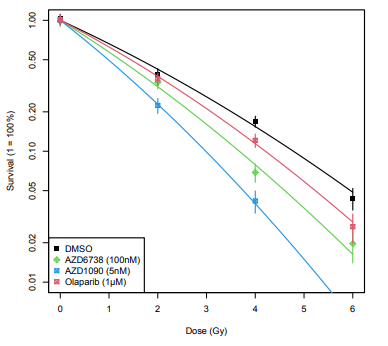 1.00
0.50
0.20
0.10
0.05
0.02
0.01
Survival (1 = 100%)
DMSO
AZD6738 (100nM)
AZD1090 (5nM)
Olaparib (1μM)
0 1 2 3 4 5 6
Dose (Gy)